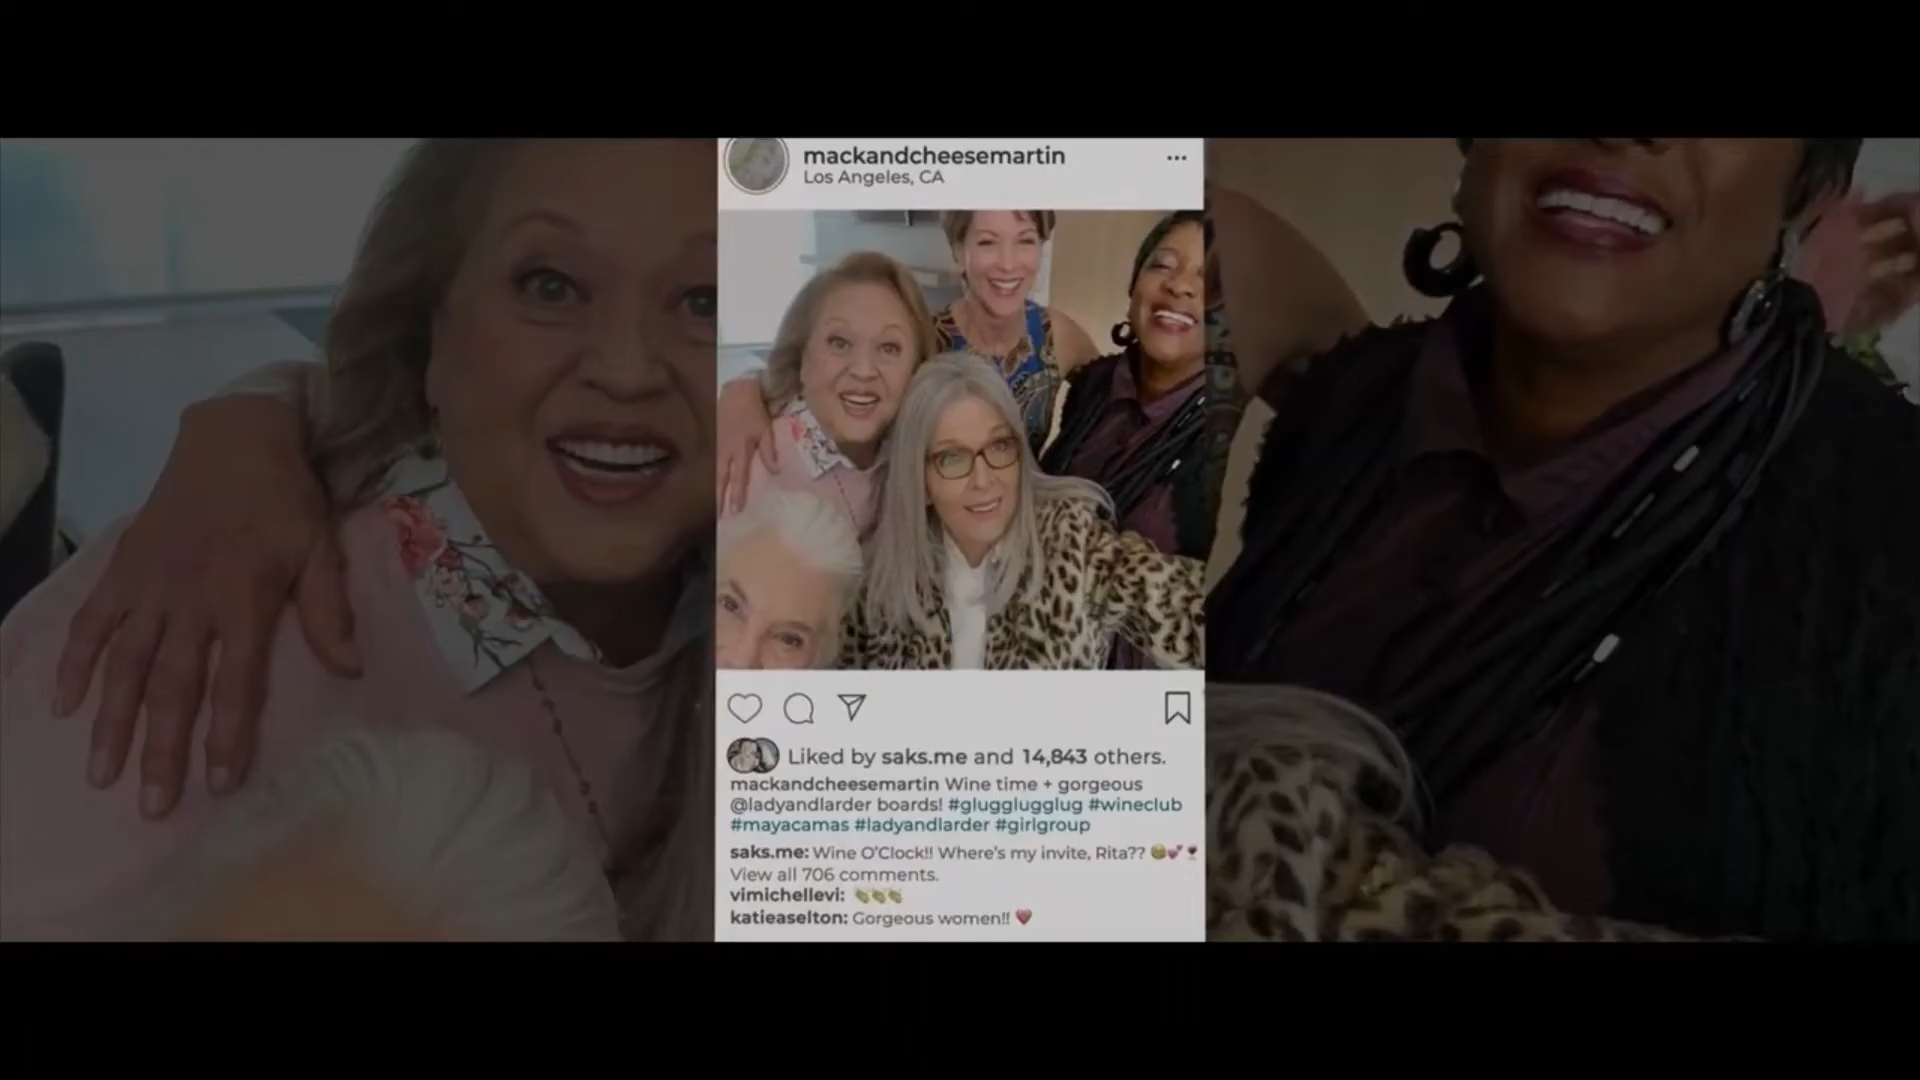 mackandcheesemartin
Los Angeles, CA
Liked by saks.me and 14,843 others.
mackandcheesemartin Wine time + gorgeous
@ladyandlarder boards! #glugglugglug #wineclub
#mayacamas #ladyandlarder #girlgroup
saks.me: Wine O'Clock!! Where's my invite, Rita?? 🤪💕🍷
View all 706 comments.
vimichellevi: 👏👏👏
katieaselton: Gorgeous women!! ❤️